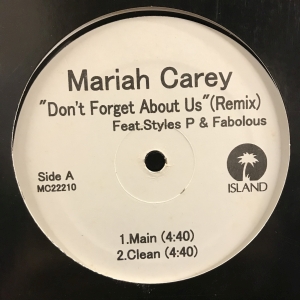 Mariah Carey
"Don't Forget About Us"(Remix)
Feat.Styles P & Fabolous
Side A
MC22210
ISLAND
1.Main (4:40)
2.Clean (4:40)